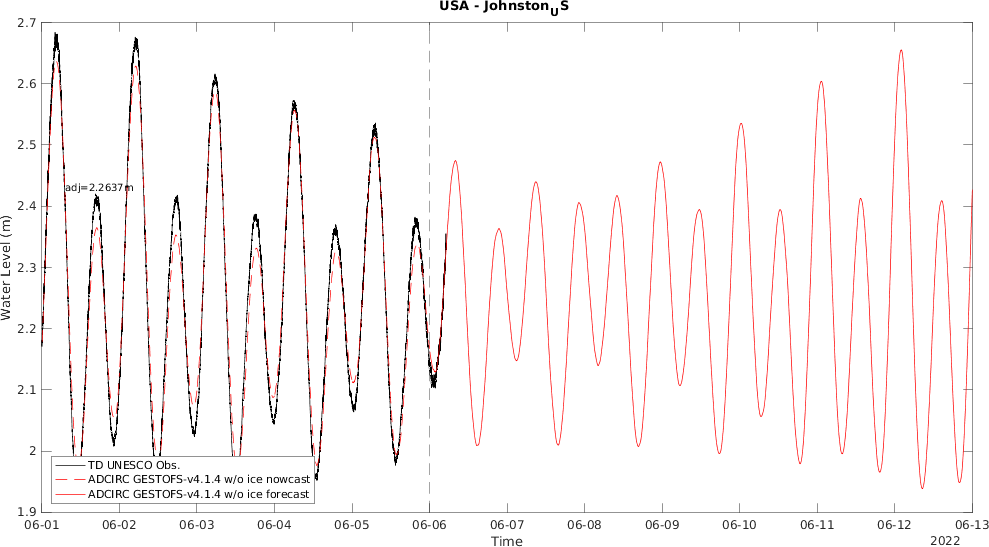 USA - Johnston_US
2.7
2.6
2.5
2.4
2.3
2.2
2.1
2
1.9
Water Level (m)
adj=2.2637m
TD UNESCO Obs.
ADCIRC GESTOFS-v4.1.4 w/o ice nowcast
ADCIRC GESTOFS-v4.1.4 w/o ice forecast
06-01 06-02 06-03 06-04 06-05 06-06 06-07 06-08 06-09 06-10 06-11 06-12 06-13
Time
2022